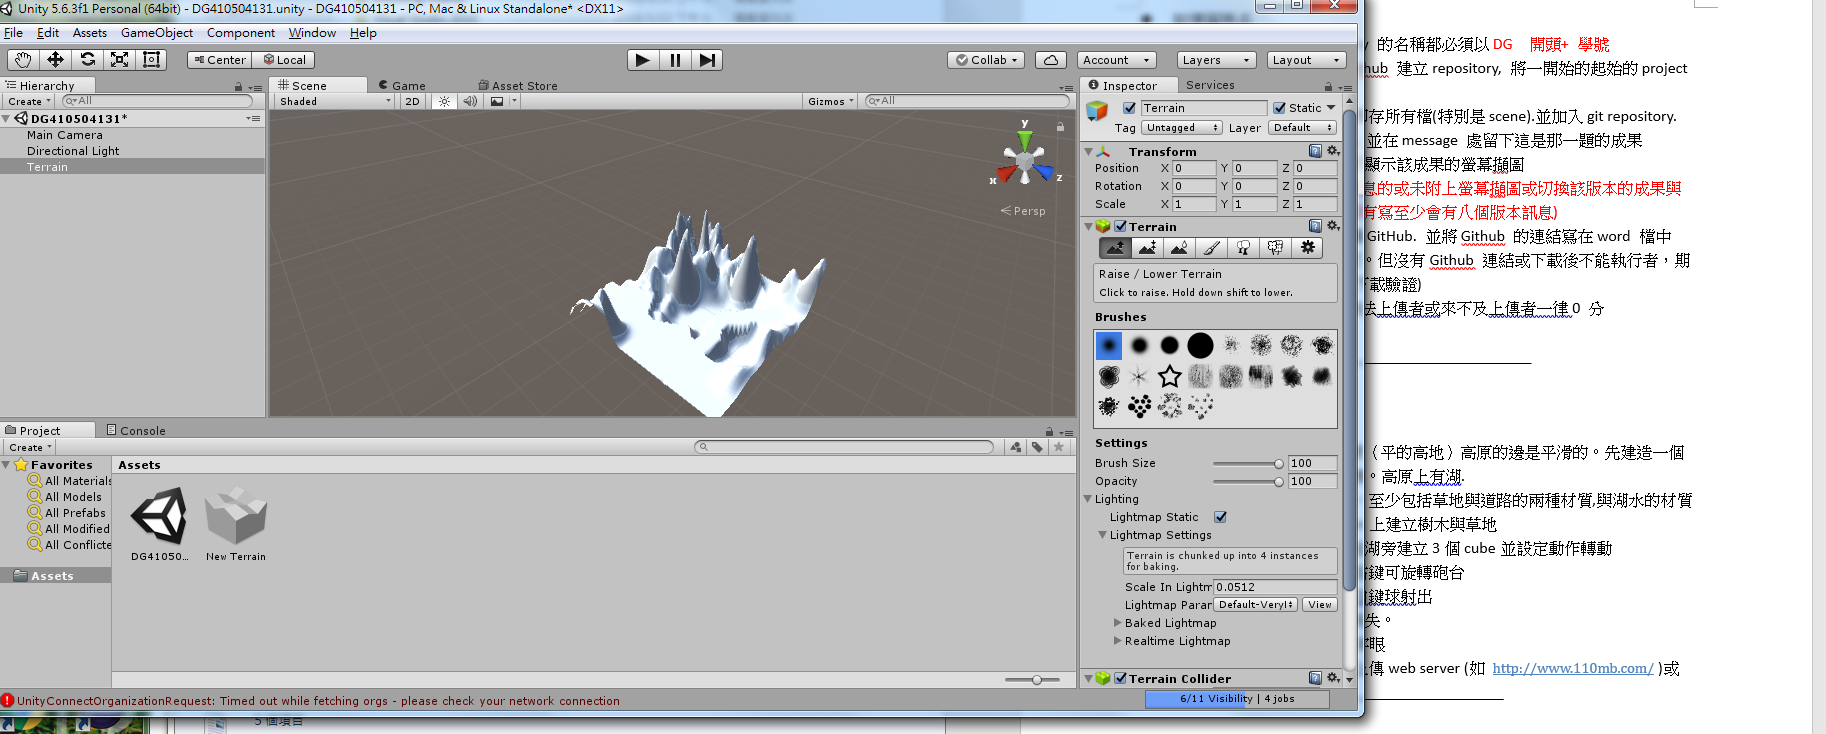 Unity 5.6.3f1 Personal (64bit) - DG410504131.unity - DG410504131 - PC, Mac & Linux Standalone* <DX11>
File Edit Assets GameObject Component Window Help
Center Local
Collab Account Layers Layout
Hierarchy
Create All
DG410504131*
Main Camera
Directional Light
Terrain
Scene Game Asset Store
Shaded 2D Gizmos All
y
x
z
Persp
Inspector Services
Terrain Static
Tag Untagged Layer Default
Transform
Position X 0 Y 0 Z 0
Rotation X 0 Y 0 Z 0
Scale X 1 Y 1 Z 1
Terrain
Raise / Lower Terrain
Click to raise. Hold down shift to lower.
Brushes
Settings
Brush Size 100
Opacity 100
Lighting
Lightmap Static
Lightmap Settings
Terrain is chunked up into 4 instances
for baking.
Scale In Lightm 0.0512
Lightmap Parar Default-Veryl View
Baked Lightmap
Realtime Lightmap
Terrain Collider
Project Console
Create
Favorites
All Materials
All Models
All Prefabs
All Modified
All Conflicte
Assets
Assets
DG41050...
New Terrain
UnityConnectOrganizationRequest: Timed out while fetching orgs - please check your network connection
6/11 Visibility | 4 jobs
5 個項目
的名稱都必須以 DG 開頭+ 學號
hub 建立 repository, 將一開始的起始的 project
存所有檔(特別是 scene).並加入 git repository.
並在 message 處留下這是那一題的成果
顯示該成果的螢幕擷圖
息的或未附上螢幕擷圖或切換該版本的成果與
有寫至少會有八個版本訊息)
GitHub. 並將 Github 的連結寫在 word 檔中
。但沒有 Github 連結或下載後不能執行者，期
載驗證)
法上傳者或來不及上傳者一律 0 分
(平的高地) 高原的邊是平滑的。先建造一個
。高原上有湖.
至少包括草地與道路的兩種材質,與湖水的材質
上建立樹木與草地
湖旁建立 3 個 cube 並設定動作轉動
鍵可旋轉砲台
鍵球射出
失。
眼
傳 web server (如 http://www.110mb.com/ )或